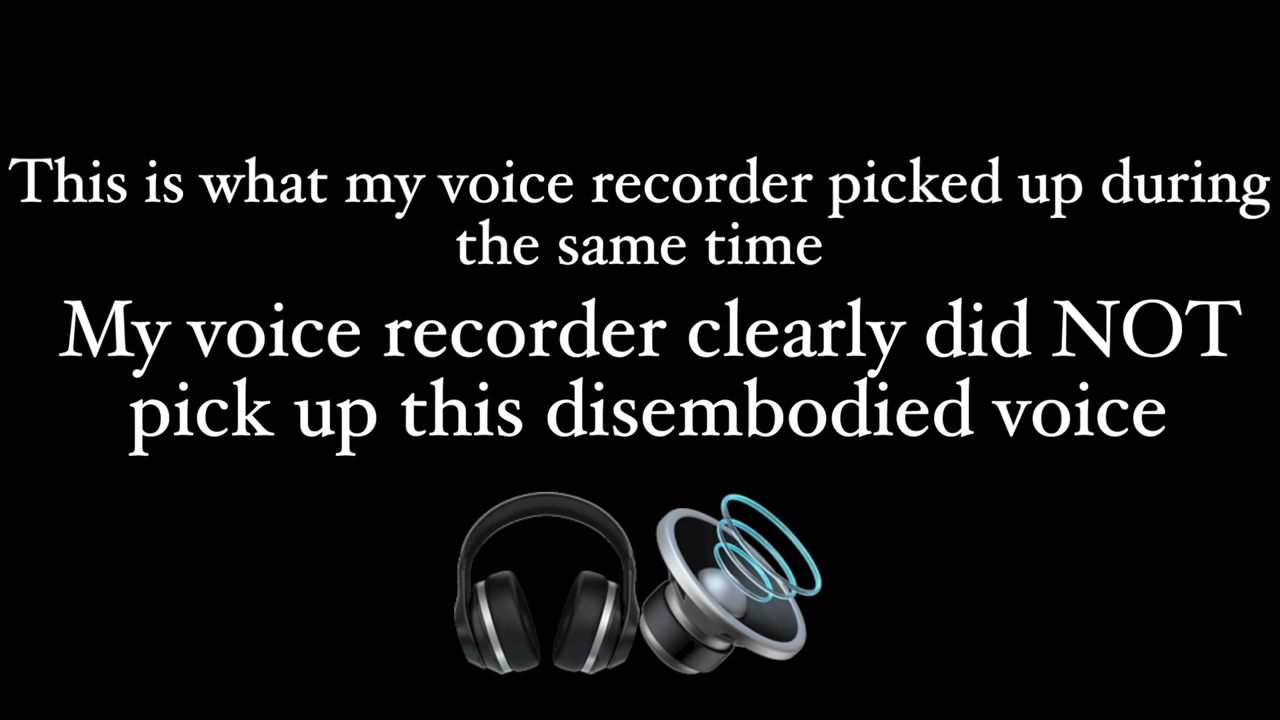 This is what my voice recorder picked up during
the same time
My voice recorder clearly did NOT
pick up this disembodied voice